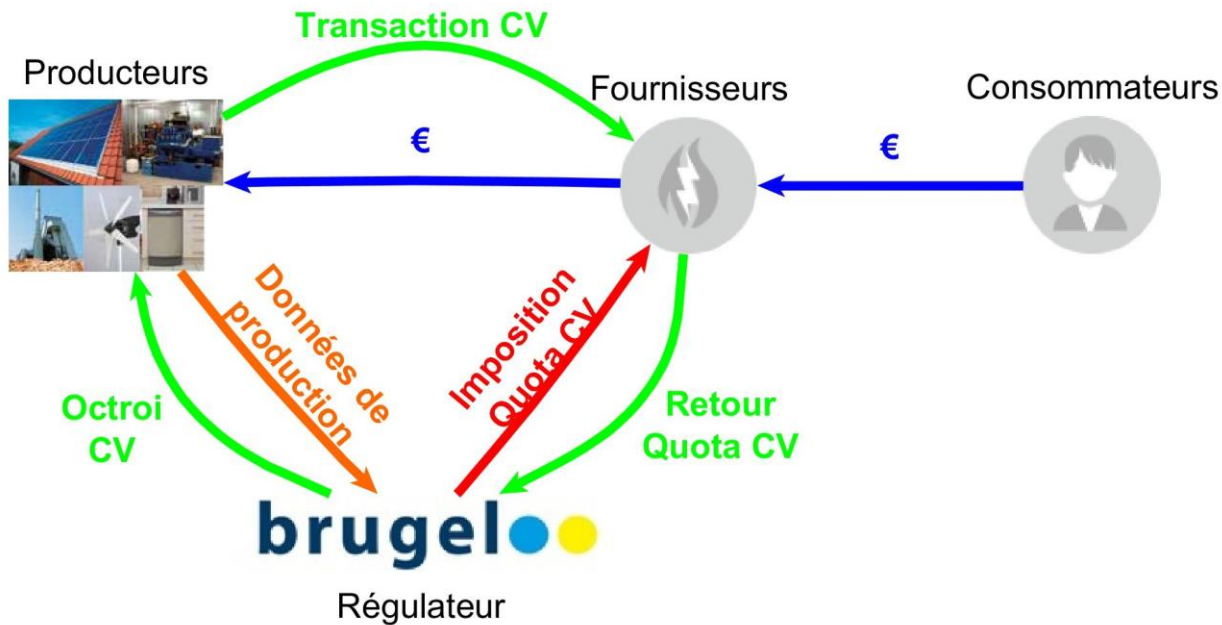 Transaction CV
Producteurs
Fournisseurs
Consommateurs
€
€
Données de
production
Imposition
Quota CV
Octroi
CV
Retour
Quota CV
brugel
Régulateur